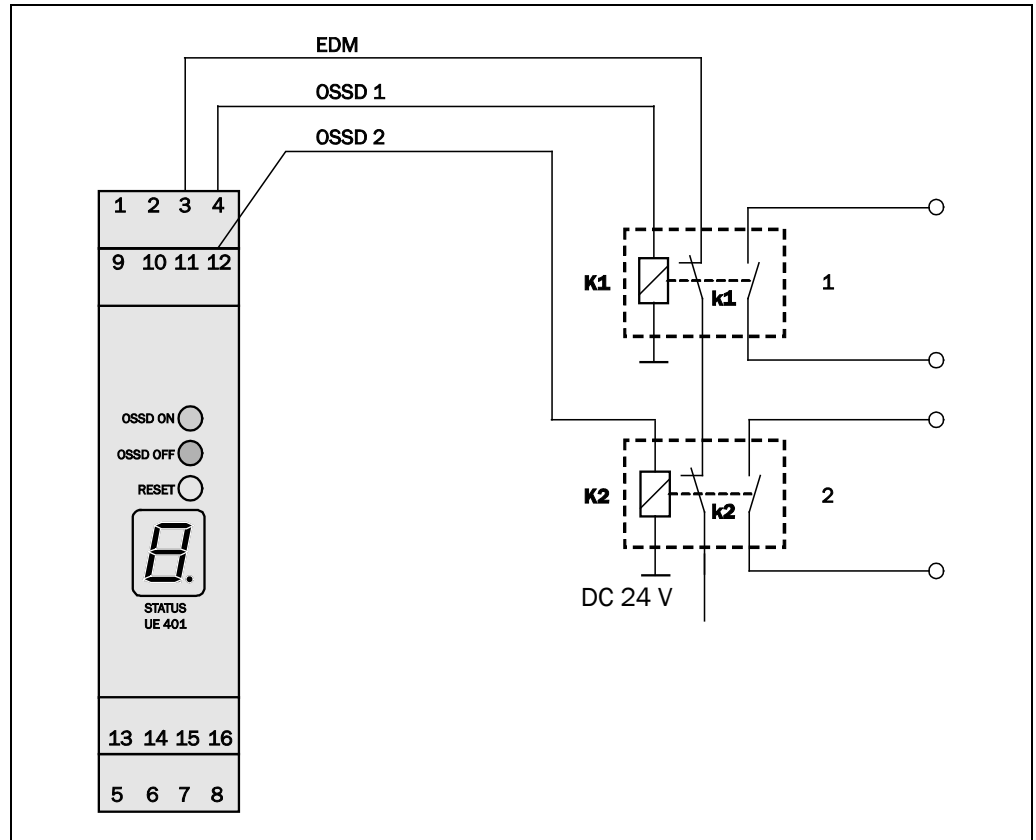 EDM
OSSD 1
OSSD 2
1 2 3 4
9 10 11 12
K1
k1
1
OSSD ON
OSSD OFF
RESET
K2
k2
2
8.
STATUS
UE 401
DC 24 V
13 14 15 16
5 6 7 8